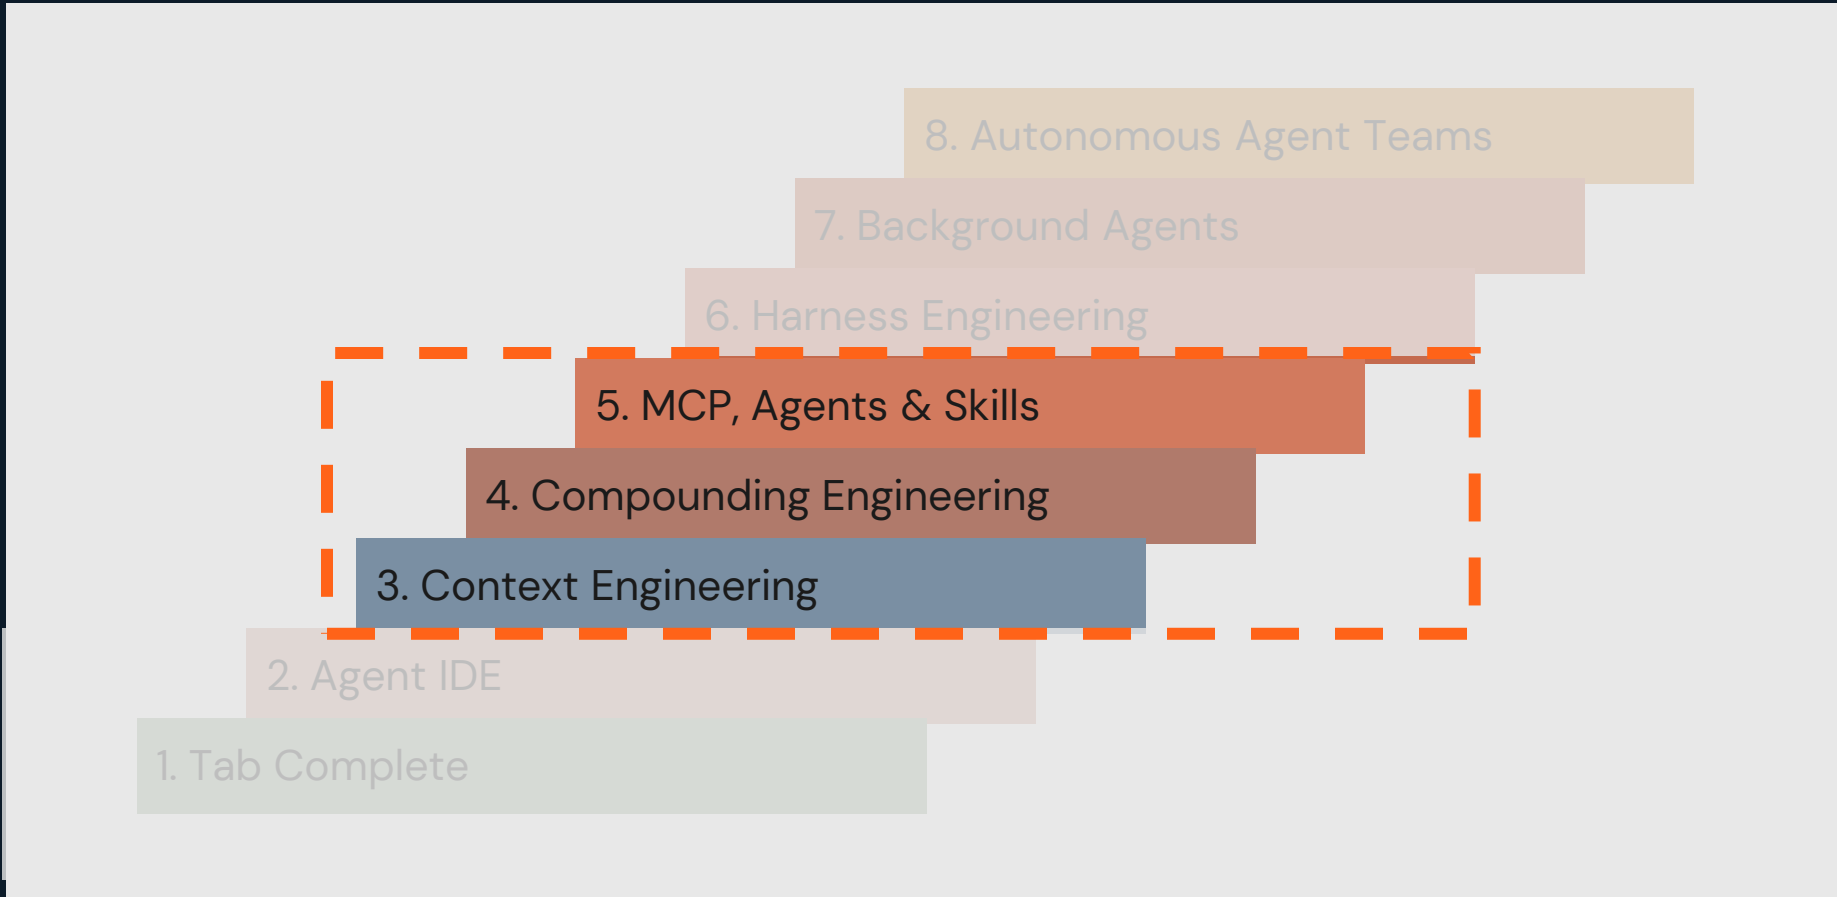 8. Autonomous Agent Teams
7. Background Agents
6. Harness Engineering
5. MCP, Agents & Skills
4. Compounding Engineering
3. Context Engineering
2. Agent IDE
1. Tab Complete